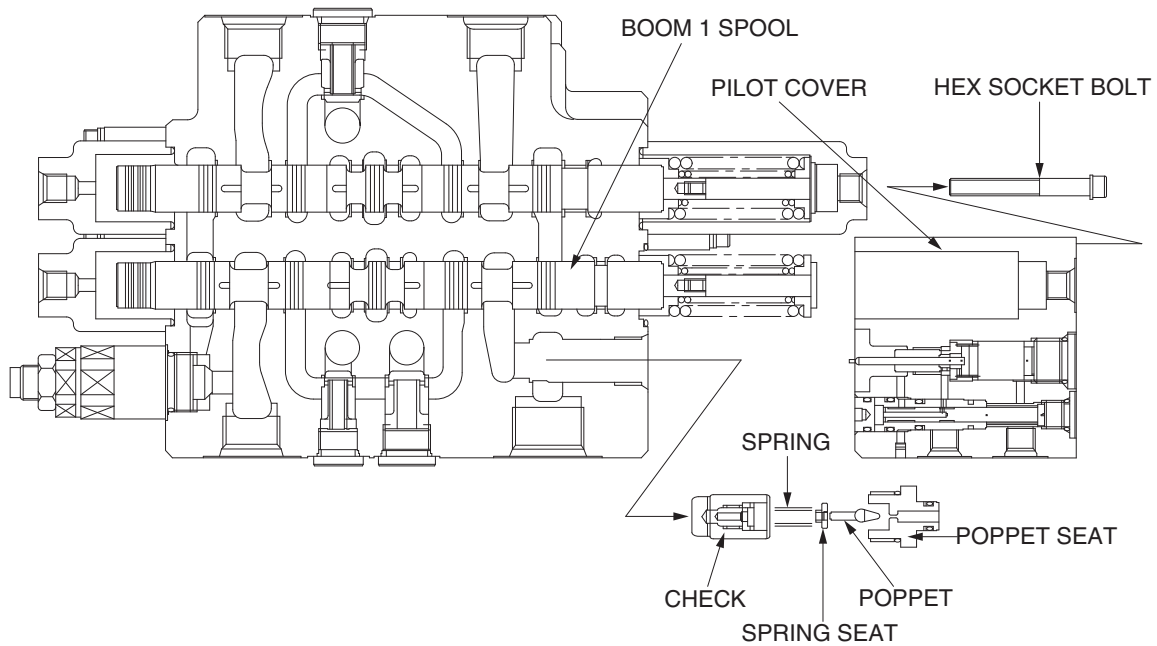 BOOM 1 SPOOL
PILOT COVER
HEX SOCKET BOLT
SPRING
POPPET SEAT
CHECK
POPPET
SPRING SEAT